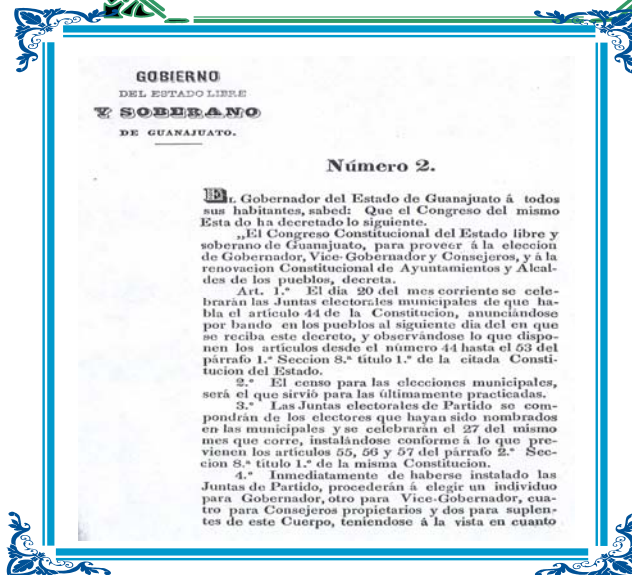 GOBIERNO
DEL ESTADO LIBRE
Y SOBERANO
DE GUANAJUATO.
Número 2.
EL Gobernador del Estado de Guanajuato á todos
sus habitantes, sabed: Que el Congreso del mismo
Esta do ha decretado lo siguiente.
„El Congreso Constitucional del Estado libre y
soberano de Guanajuato, para proveer á la eleccion
de Gobernador, Vice-Gobernador y Consejeros, y á la
renovacion Constitucional de Ayuntamientos y Alcal-
des de los pueblos, decreta.
Art. 1.º El dia 20 del mes corriente se cele-
brarán las Juntas electorales municipales de que ha-
bla el artículo 44 de la Constitucion, anunciándose
por bando en los pueblos al siguiente dia del en que
se reciba este decreto, y observándose lo que dispo-
nen los artículos desde el número 44 hasta el 53 del
párrafo 1.º Seccion 8.ª título 1.º de la citada Consti-
tucion del Estado.
2.º El censo para las elecciones municipales,
será el que sirvió para las últimamente practicadas.
3.º Las Juntas electorales de Partido se com-
pondrán de los electores que hayan sido nombrados
en las municipales y se celebrarán el 27 del mismo
mes que corre, instalándose conforme á lo que pre-
vienen los artículos 55, 56 y 57 del párrafo 2.º Sec-
cion 8.ª título 1.º de la misma Constitucion.
4.º Inmediatamente de haberse instalado las
Juntas de Partido, procederán á elegir un individuo
para Gobernador, otro para Vice-Gobernador, cua-
tro para Consejeros propietarios y dos para suplen-
tes de este Cuerpo, teniendose á la vista en cuanto